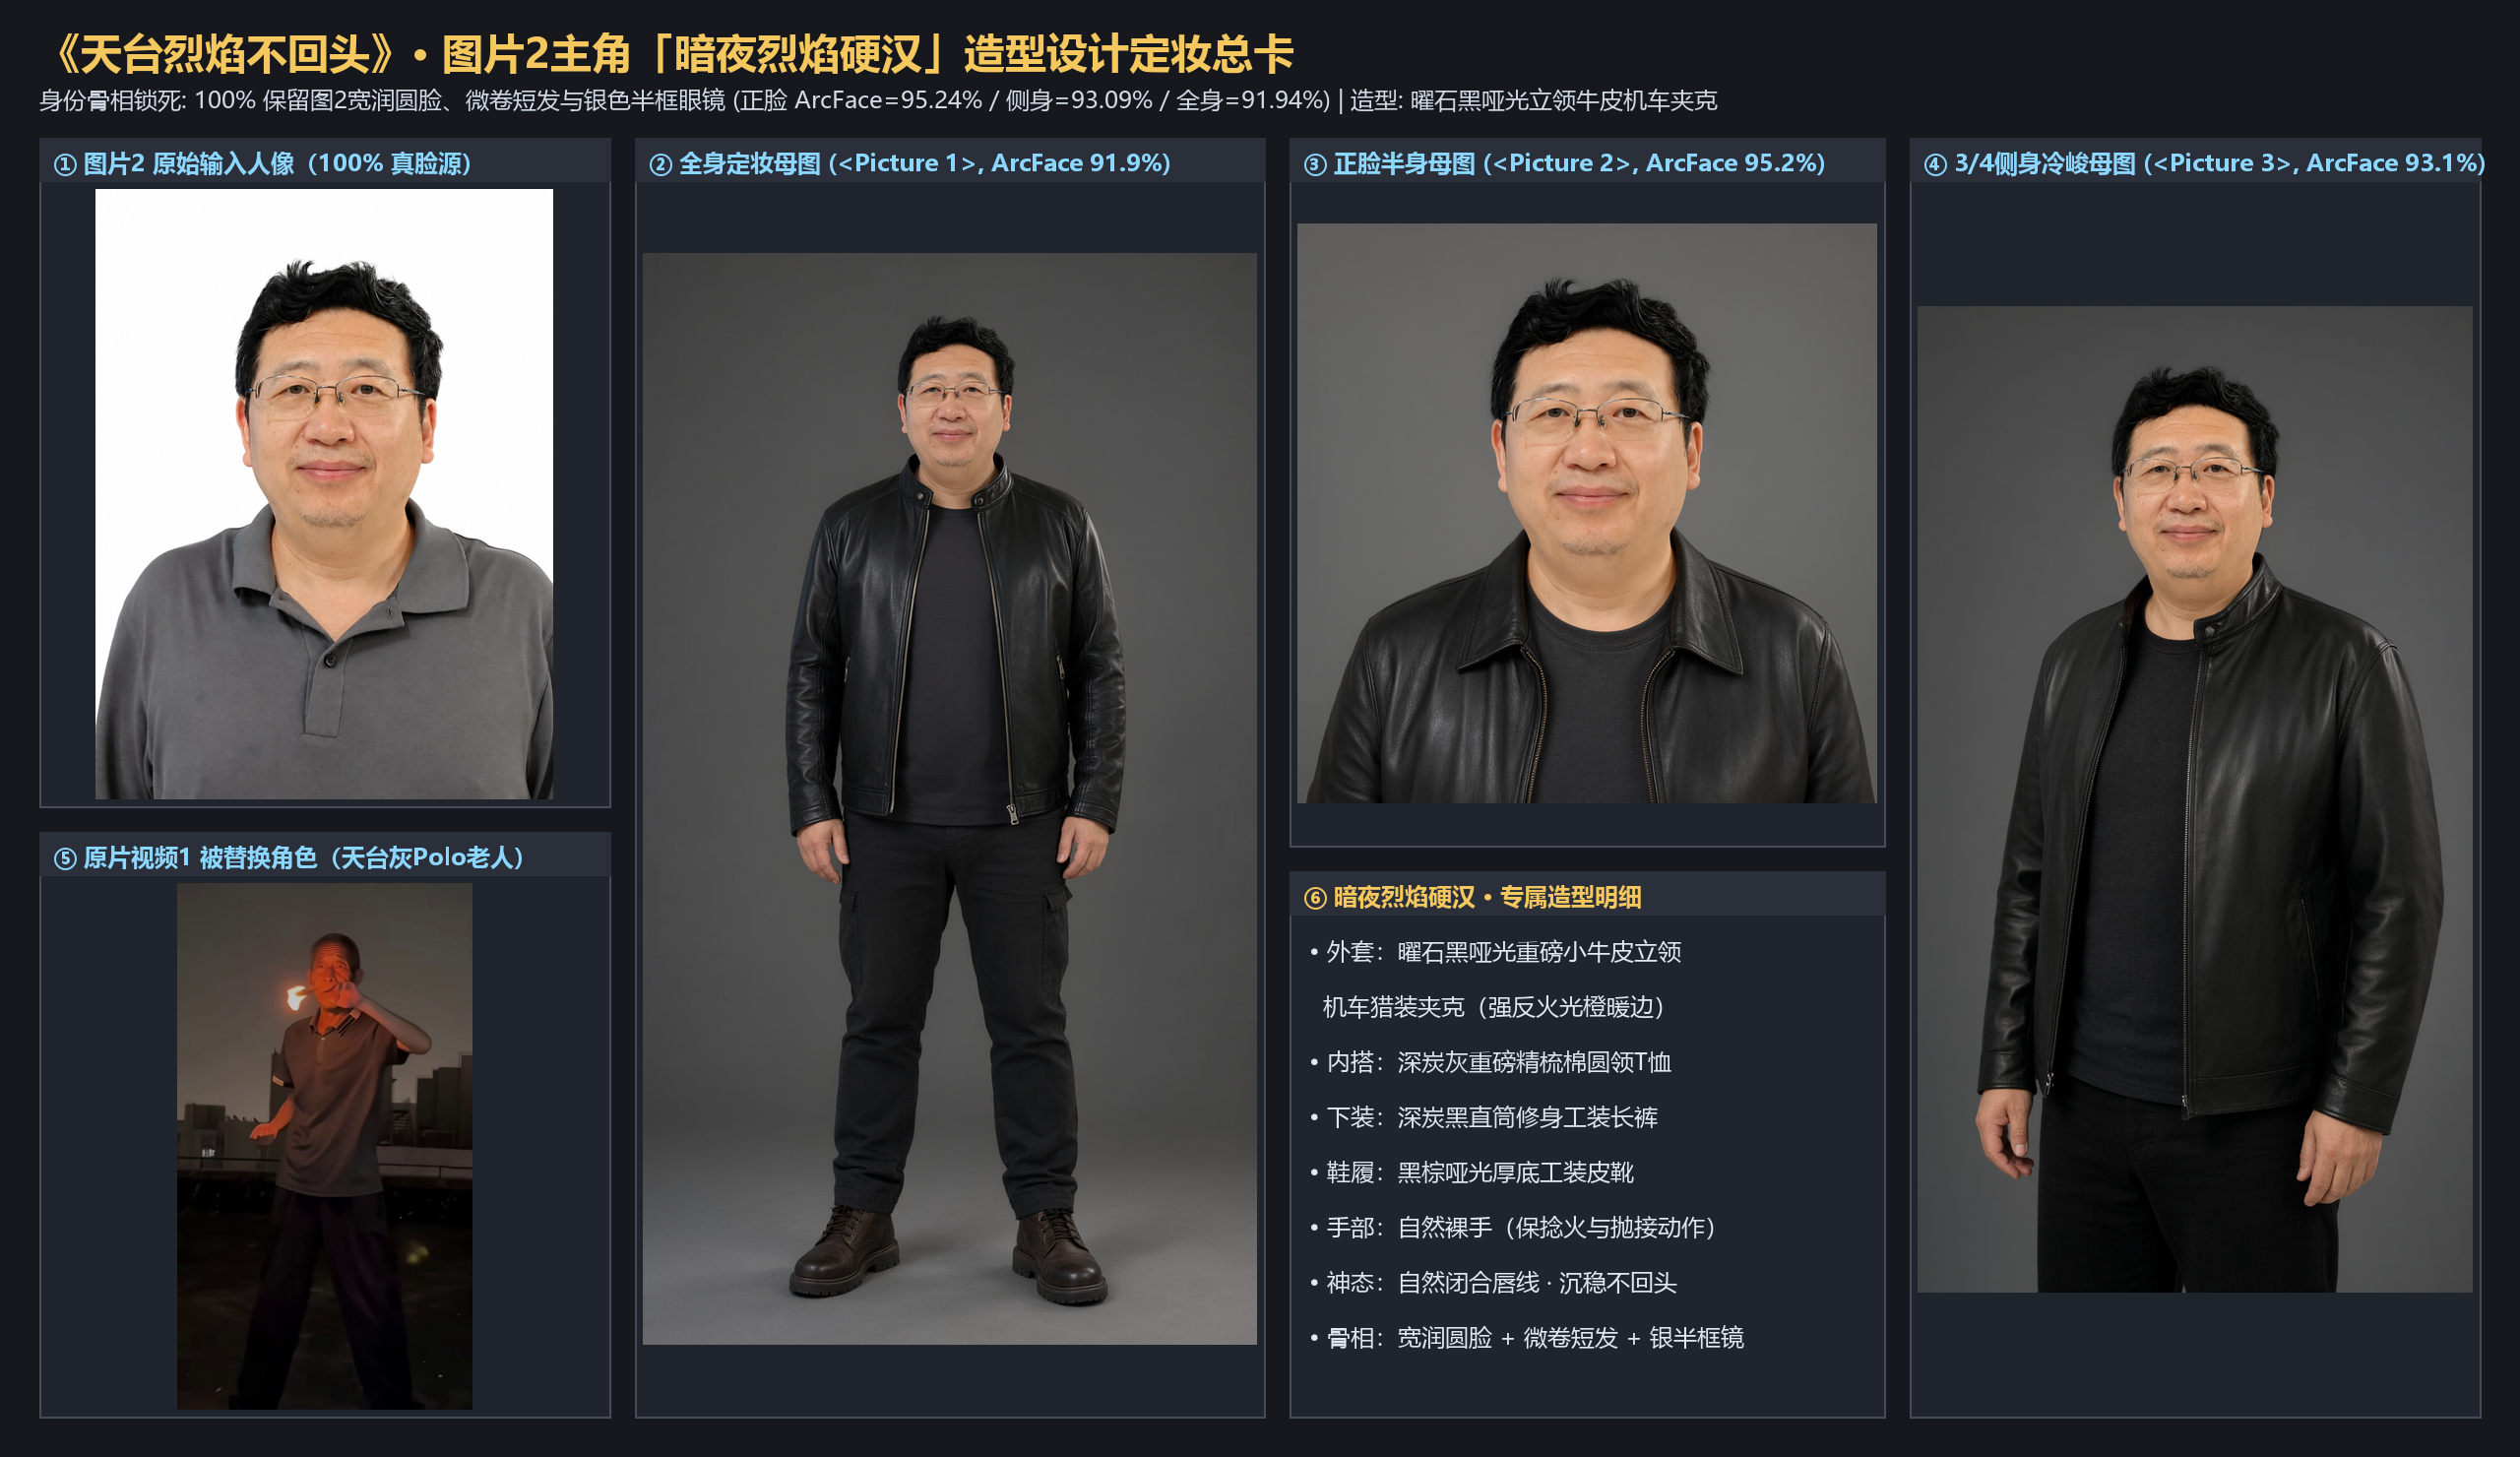 《天台烈焰不回头》• 图片2主角「暗夜烈焰硬汉」造型设计定妆总卡
身份骨相锁死: 100% 保留图2宽润圆脸、微卷短发与银色半框眼镜 (正脸 ArcFace=95.24% / 侧身=93.09% / 全身=91.94%) | 造型: 曜石黑哑光立领牛皮机车夹克
① 图片2 原始输入人像（100% 真脸源）
② 全身定妆母图 (<Picture 1>, ArcFace 91.9%)
③ 正脸半身母图 (<Picture 2>, ArcFace 95.2%)
④ 3/4侧身冷峻母图 (<Picture 3>, ArcFace 93.1%)
⑤ 原片视频1 被替换角色（天台灰Polo老人）
⑥ 暗夜烈焰硬汉 • 专属造型明细
• 外套：曜石黑哑光重磅小牛皮立领
机车猎装夹克（强反火光橙暖边）
• 内搭：深炭灰重磅精梳棉圆领T恤
• 下装：深炭黑直筒修身工装长裤
• 鞋履：黑棕哑光厚底工装皮靴
• 手部：自然裸手（保捻火与抛接动作）
• 神态：自然闭合唇线 · 沉稳不回头
• 骨相：宽润圆脸 + 微卷短发 + 银半框镜